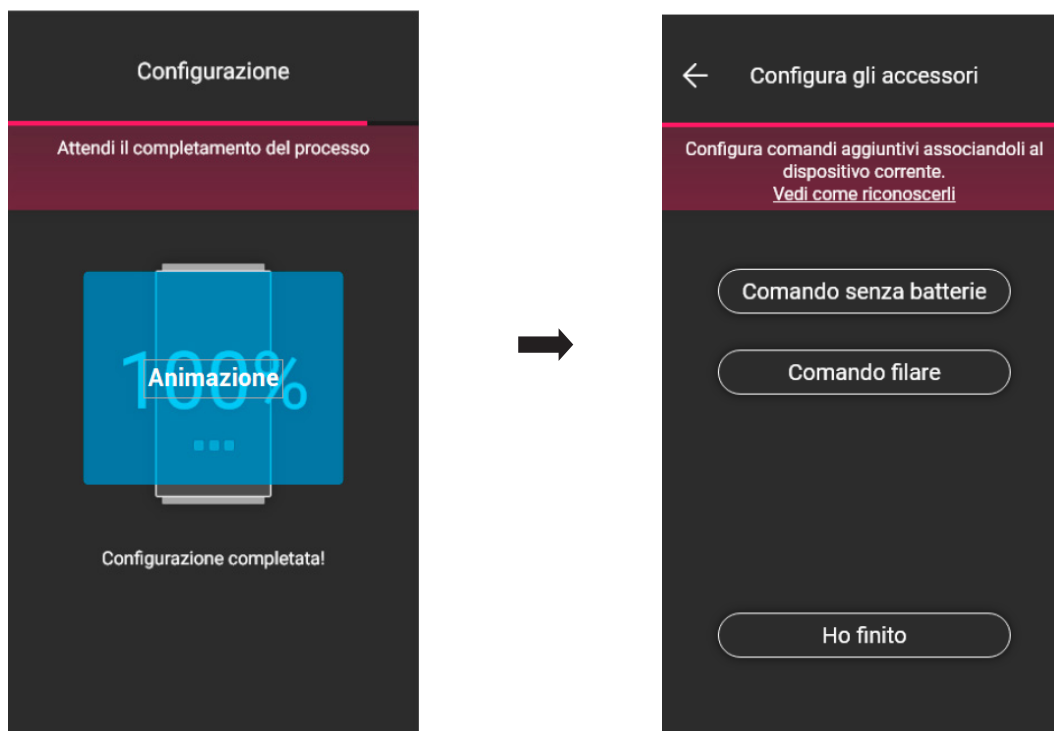 Configurazione
Attendi il completamento del processo
100%
Animazione
Configurazione completata!
Configura gli accessori
Configura comandi aggiuntivi associandoli al
dispositivo corrente.
Vedi come riconoscerli
Comando senza batterie
Comando filare
Ho finito